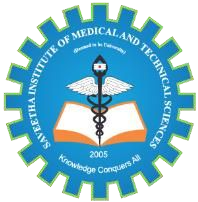 SAVEETHA INSTITUTE OF MEDICAL AND TECHNICAL SCIENCES
(Deemed to be University)
2005
Knowledge Conquers All